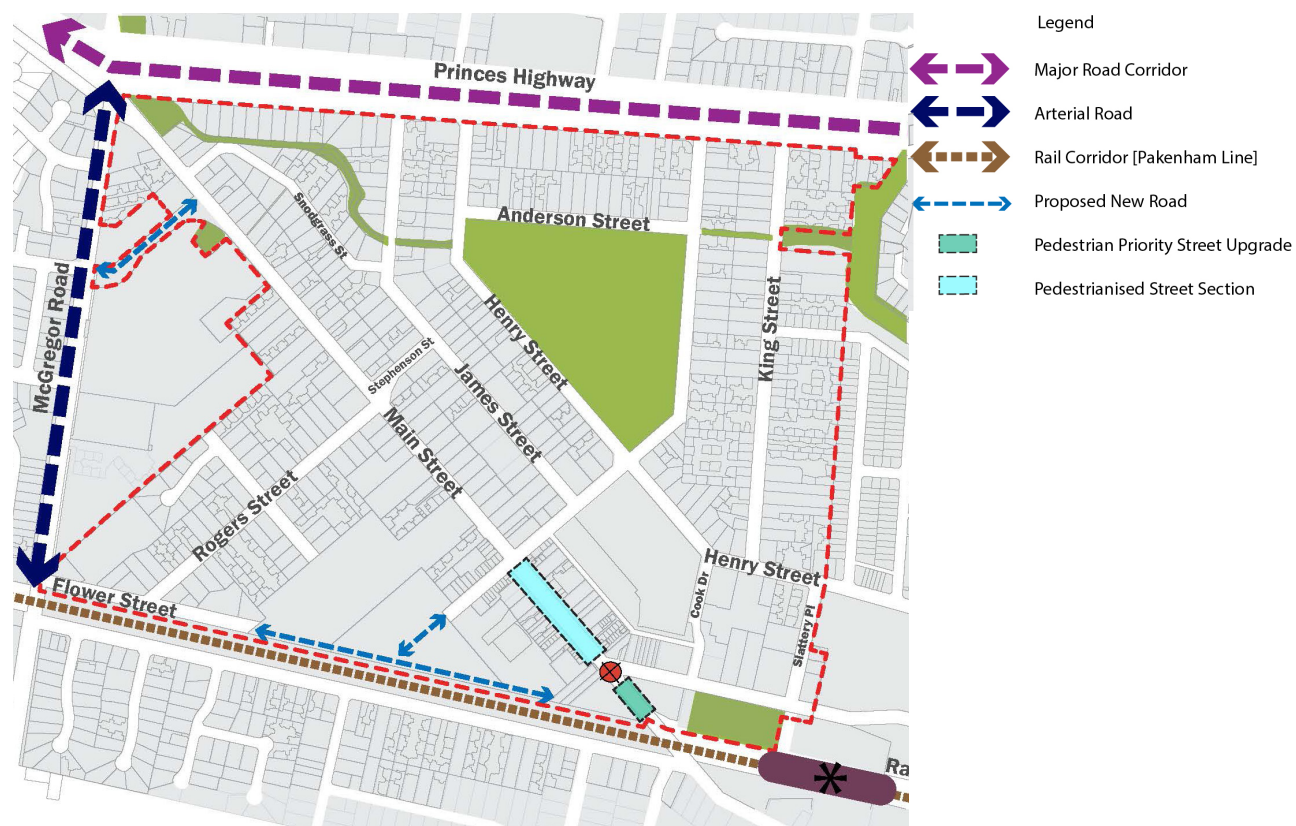 Legend
Princes Highway
Major Road Corridor
Arterial Road
Rail Corridor [Pakenham Line]
Proposed New Road
Snodgrass St
Anderson Street
Pedestrian Priority Street Upgrade
Pedestrianised Street Section
McGregor Road
Henry Street
King Street
Stephenson St
James Street
Main Street
Rogers Street
Henry Street
Cook Dr
Flower Street
Slattery Pl
*
Ra